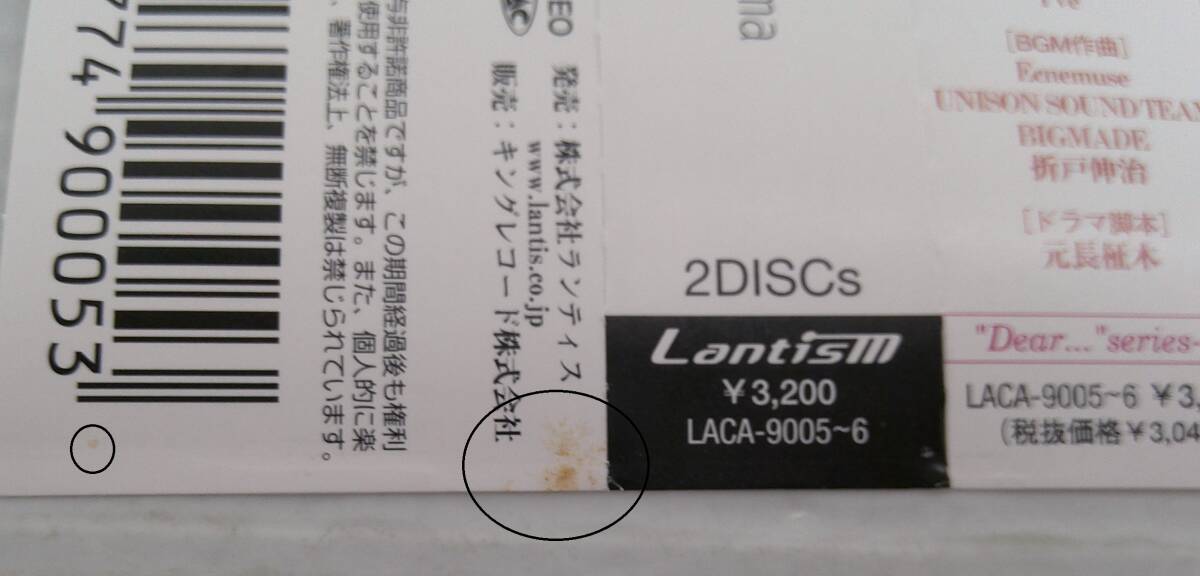 774 90053
与非許諾商品ですが、この期間経過後も権利
使用することを禁じます。また、個人的に楽
、著作権法上、無断複製は禁じられています。
EO 発売：株式会社ランティス
www.lantis.co.jp
販売：キングレコード株式会社
ma
2DISCs
Lantis
¥3,200
LACA-9005~6
[BGM作曲]
Eenemuse
UNISON SOUND TEAM
BIGMADE
折戸伸治
[ドラマ脚本]
元長柾木
"Dear..."series-
LACA-9005~6 ¥3,
(税抜価格¥3,04